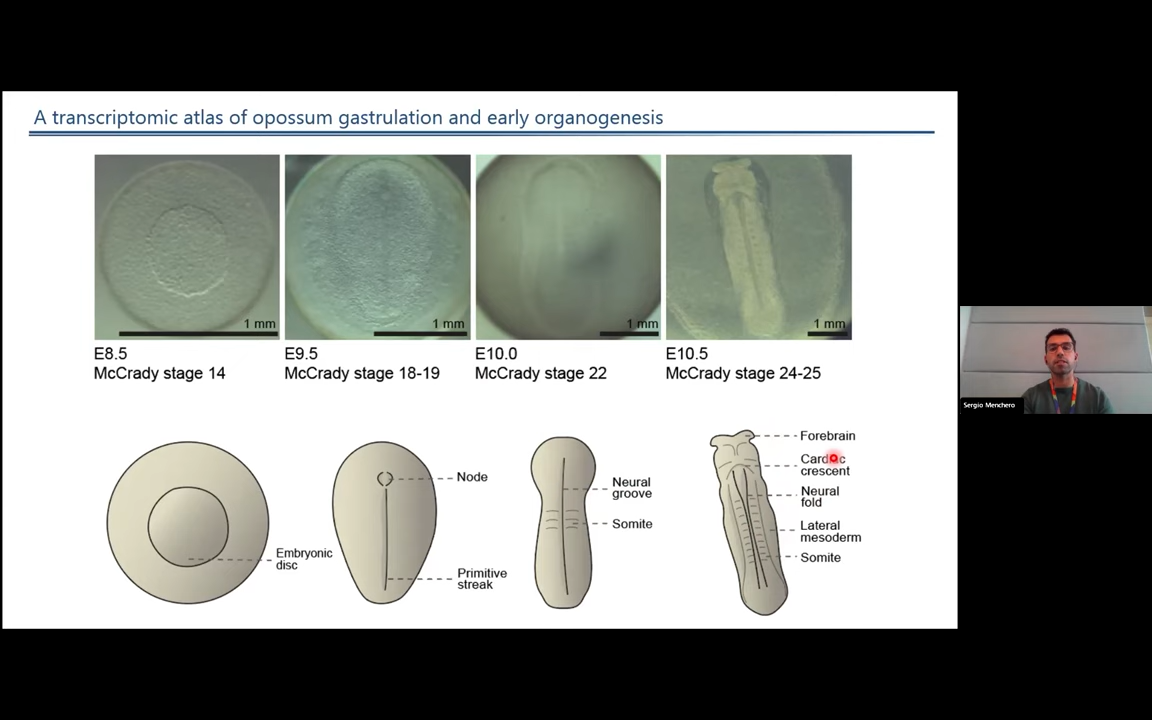 A transcriptomic atlas of opossum gastrulation and early organogenesis
1 mm
1 mm
1 mm
1 mm
E8.5
McCrady stage 14
E9.5
McCrady stage 18-19
E10.0
McCrady stage 22
E10.5
McCrady stage 24-25
Embryonic
disc
Node
Primitive
streak
Neural
groove
Somite
Forebrain
Cardiac
crescent
Neural
fold
Lateral
mesoderm
Somite
Sergio Menchero